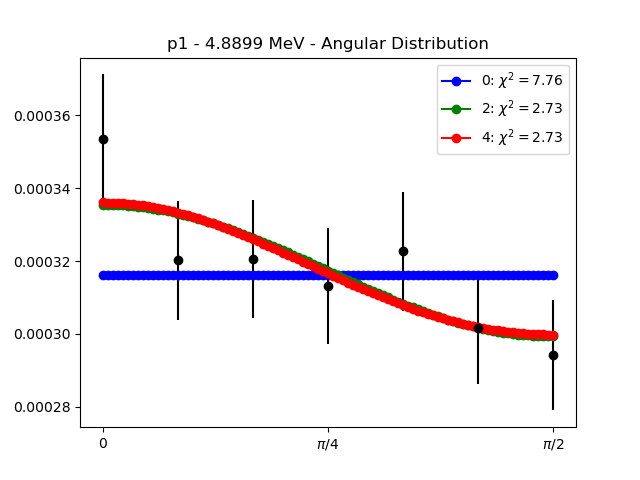 p1 - 4.8899 MeV - Angular Distribution
0: χ² = 7.76
2: χ² = 2.73
4: χ² = 2.73
0.00036
0.00034
0.00032
0.00030
0.00028
0 π/4 π/2